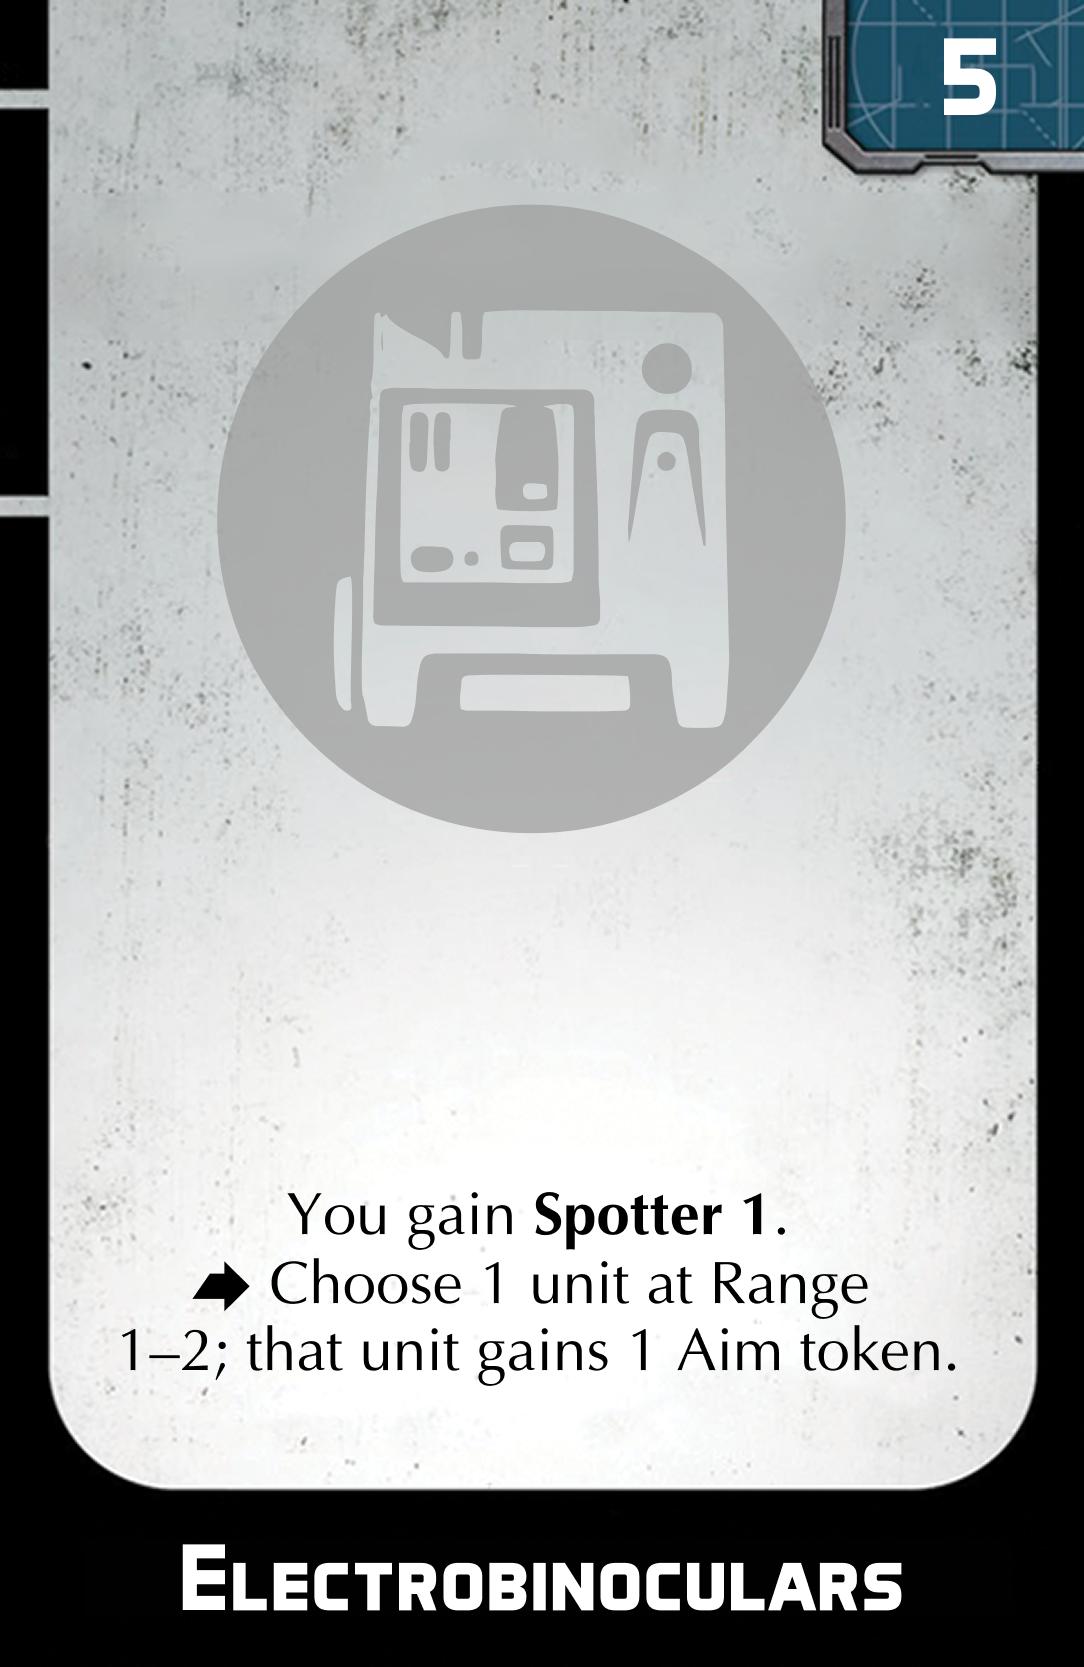 5
You gain Spotter 1.
Choose 1 unit at Range
1–2; that unit gains 1 Aim token.
ELECTROBINOCULARS